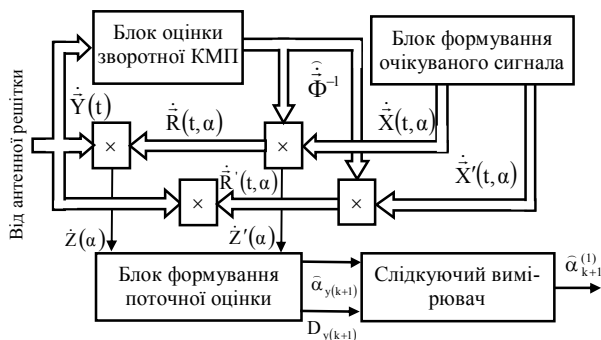 Блок оцінки
зворотної КМП
Блок формування
очікуваного сигнала
Від антенної решітки
Y(t)
R(t,α)
Φ⁻¹
X(t,α)
X′(t,α)
×
×
R'(t,α)
×
×
Ż(α)
Ż′(α)
Блок формування
поточної оцінки
α̂ y(k+1)
D y(k+1)
Слідкуючий вимі-
рювач
α̂ k+1 (1)